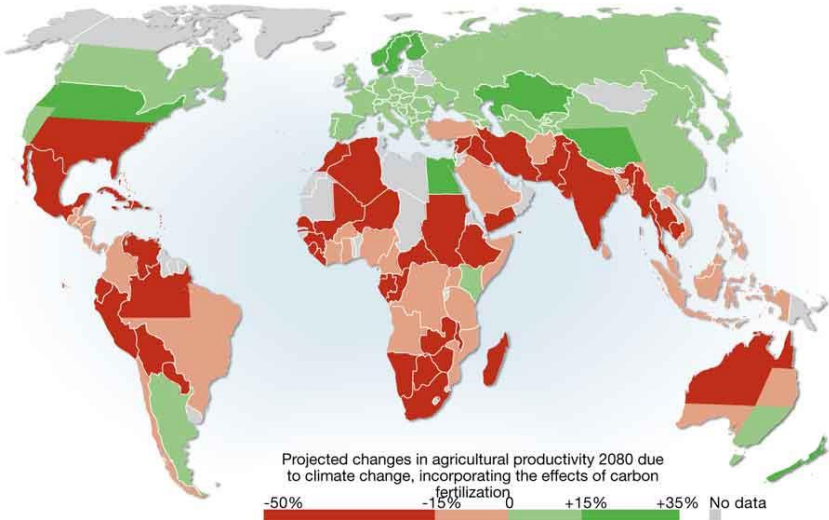 Projected changes in agricultural productivity 2080 due
to climate change, incorporating the effects of carbon
fertilization
-50% -15% 0 +15% +35% No data